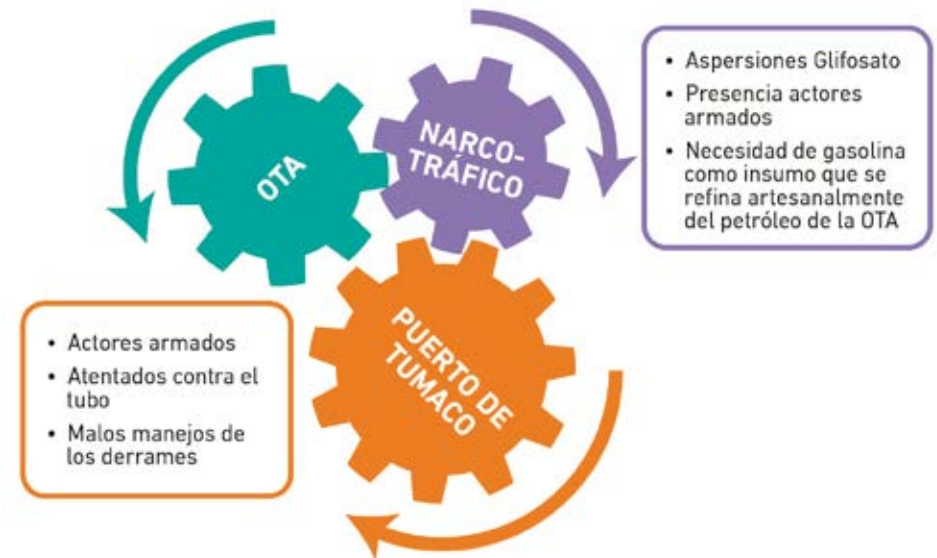 OTA
NARCO-
TRÁFICO
• Aspersiones Glifosato
• Presencia actores
armados
• Necesidad de gasolina
como insumo que se
refina artesanalmente
del petróleo de la OTA
PUERTO DE
TUMACO
• Actores armados
• Atentados contra el
tubo
• Malos manejos de
los derrames